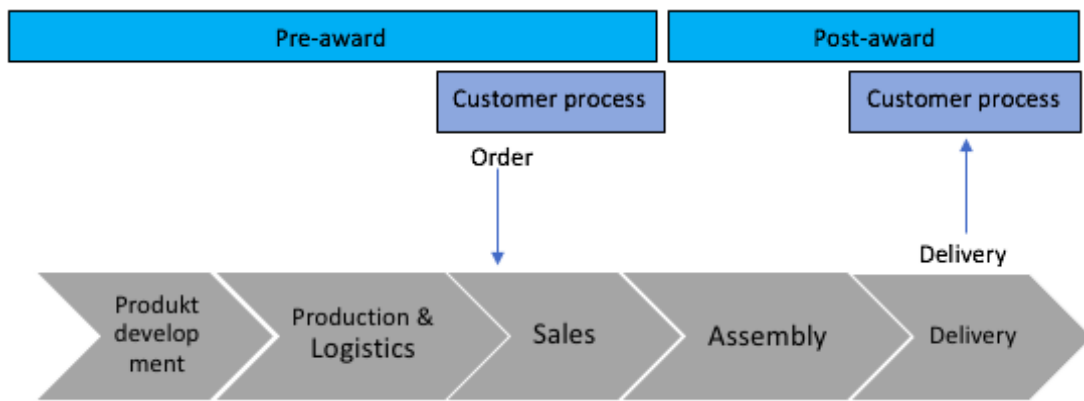 Pre-award
Post-award
Customer process
Customer process
Order
Delivery
Produkt
develop
ment
Production &
Logistics
Sales
Assembly
Delivery